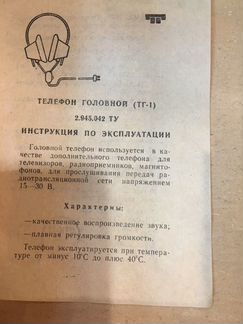 ТЕЛЕФОН ГОЛОВНОЙ (ТГ-1)
2.945.042 ТУ
ИНСТРУКЦИЯ ПО ЭКСПЛУАТАЦИИ
Головной телефон используется в ка-
честве дополнительного телефона для
телевизоров, радиоприемников, магнито-
фонов, для прослушивания передач ра-
диотрансляционной сети напряжением
15—30 В.
Характерны:
—качественное воспроизведение звука;
—плавная регулировка громкости.
Телефон эксплуатируется при темпера-
туре от минус 10°С до плюс 40°С.